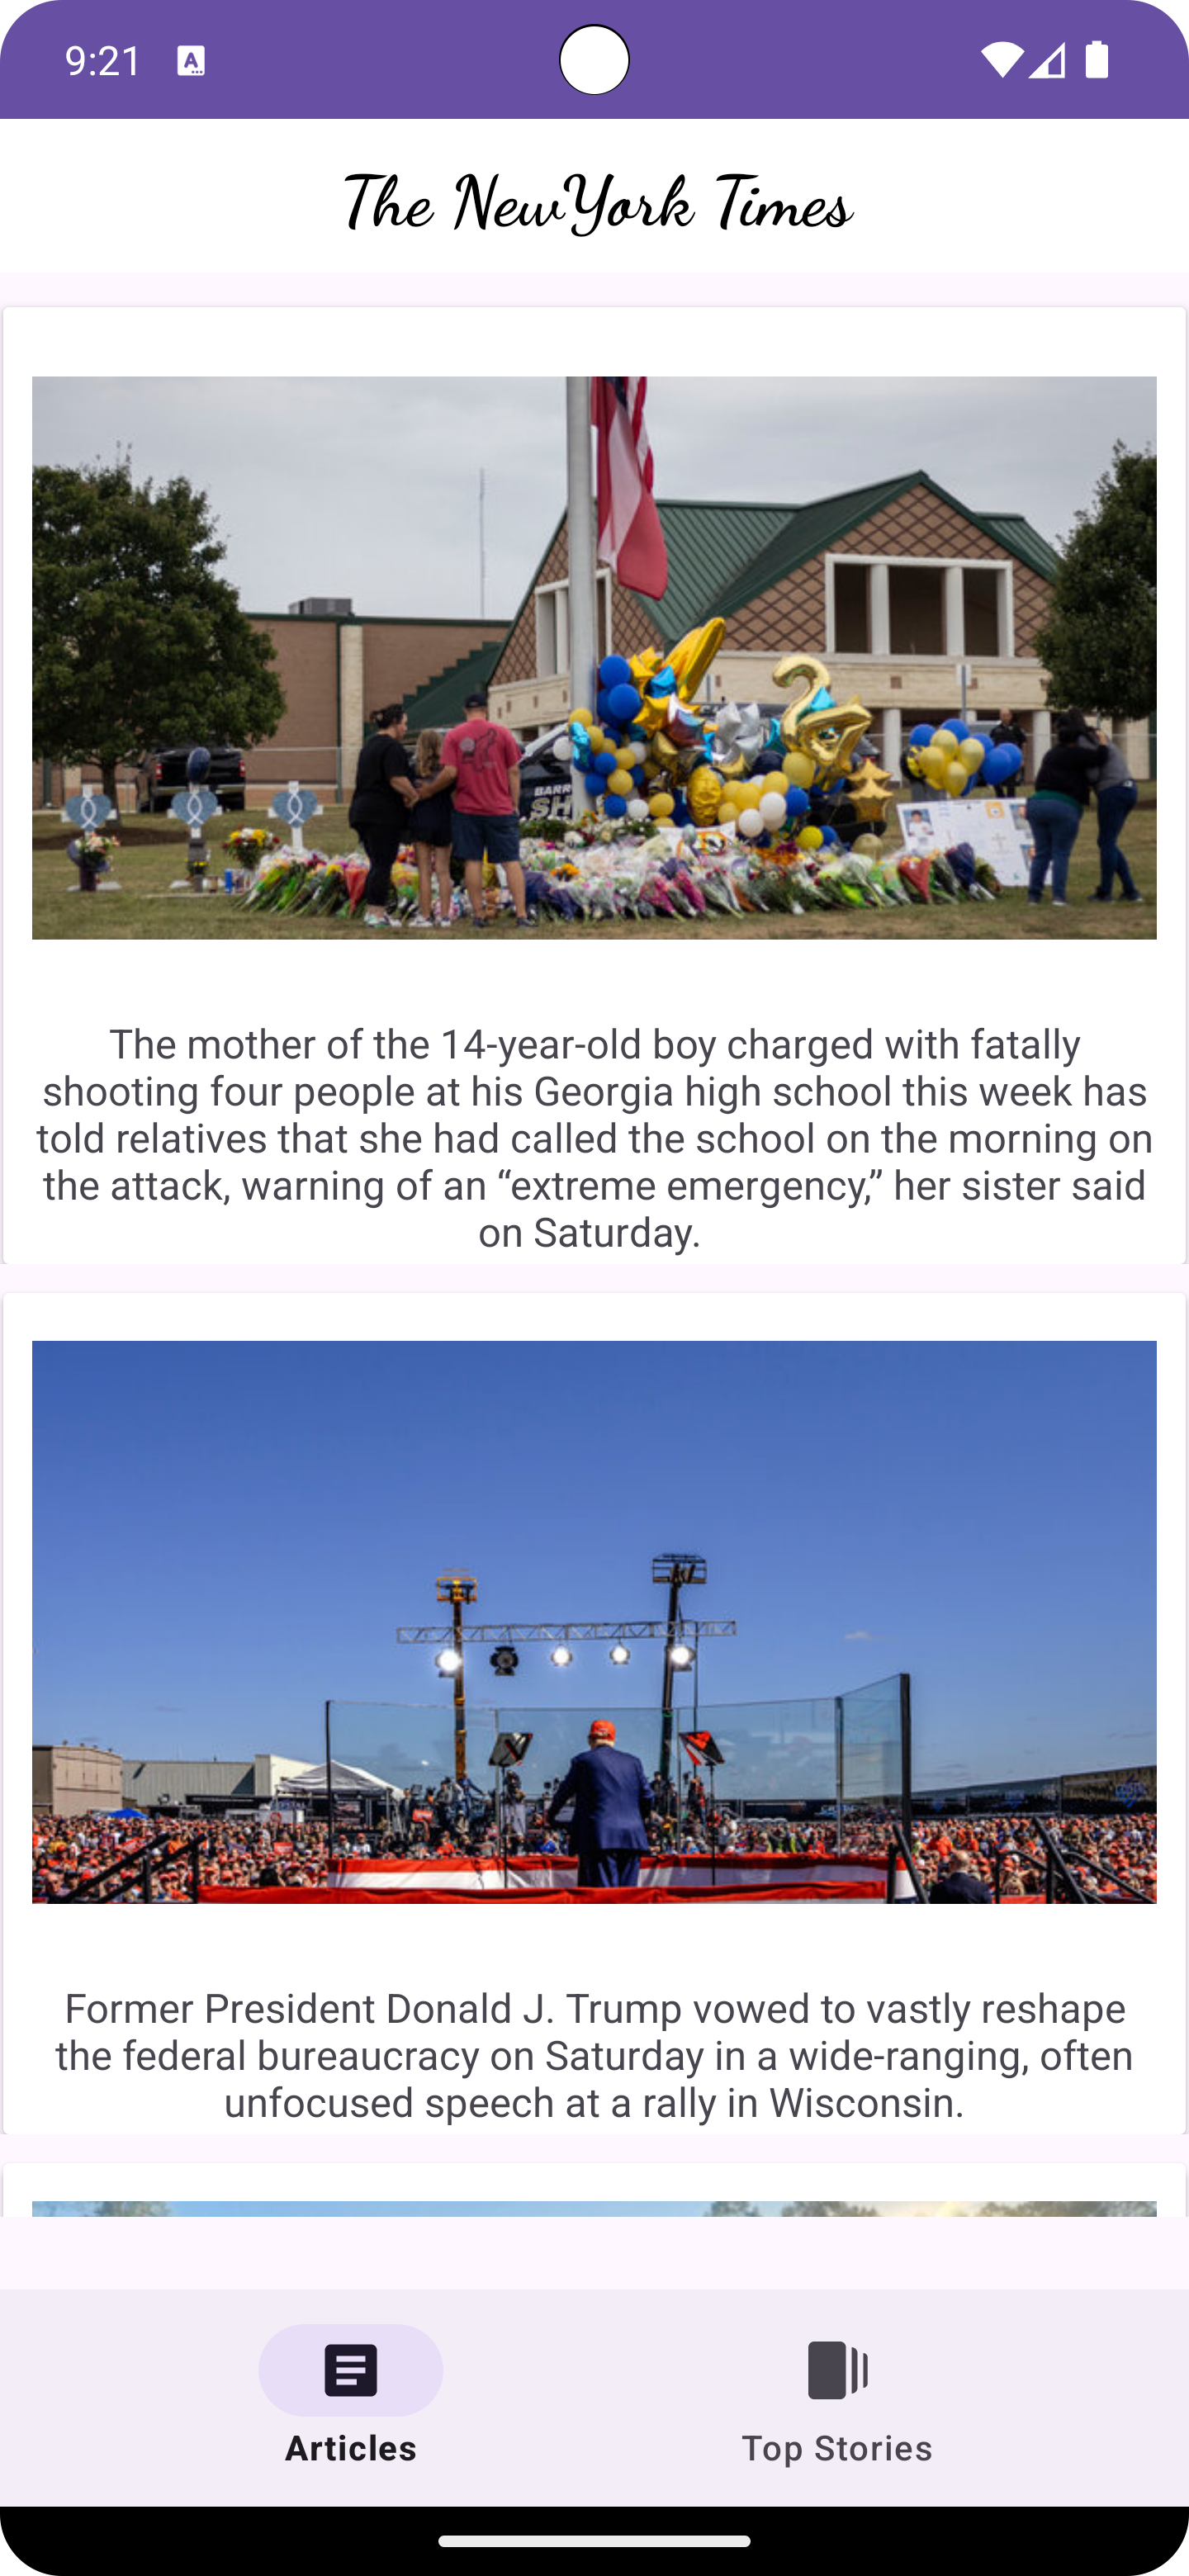 9:21
The NewYork Times
BARR
SH
The mother of the 14-year-old boy charged with fatally
shooting four people at his Georgia high school this week has
told relatives that she had called the school on the morning on
the attack, warning of an “extreme emergency,” her sister said
on Saturday.
Former President Donald J. Trump vowed to vastly reshape
the federal bureaucracy on Saturday in a wide-ranging, often
unfocused speech at a rally in Wisconsin.
Articles
Top Stories